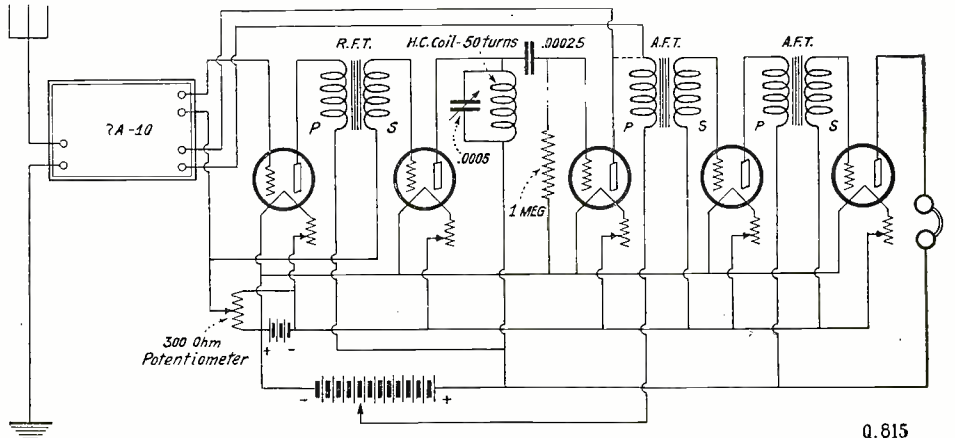 R.F.T.
H.C. Coil-50 turns
.00025
A.F.T.
A.F.T.
RA-10
P
S
.0005
P
S
P
S
1 MEG
300 Ohm
Potentiometer
+ -
- +
Q.815